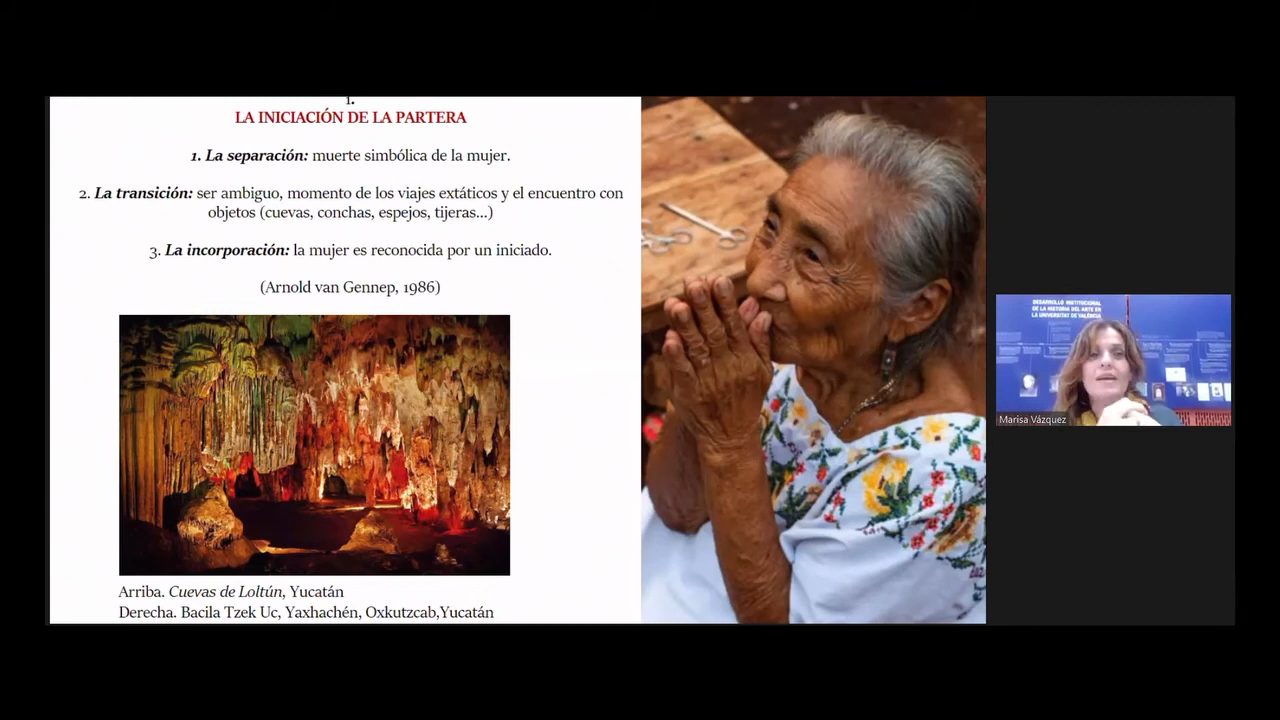 1.
LA INICIACIÓN DE LA PARTERA
1. La separación: muerte simbólica de la mujer.
2. La transición: ser ambiguo, momento de los viajes extáticos y el encuentro con
objetos (cuevas, conchas, espejos, tijeras...)
3. La incorporación: la mujer es reconocida por un iniciado.
(Arnold van Gennep, 1986)
Arriba. Cuevas de Loltún, Yucatán
Derecha. Bacila Tzek Uc, Yaxhachén, Oxkutzcab,Yucatán
DESARROLLO INSTITUCIONAL
DE LA HISTORIA DEL ARTE EN
LA UNIVERSITAT DE VALÈNCIA
Marisa Vázquez